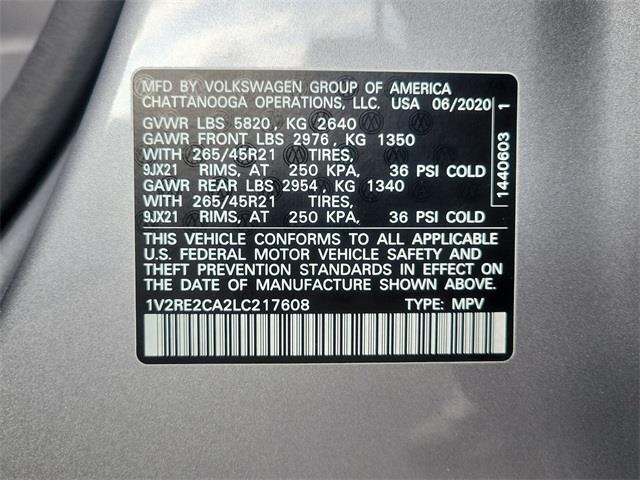 MFD BY VOLKSWAGEN GROUP OF AMERICA
CHATTANOOGA OPERATIONS, LLC. USA 06/2020
GVWR LBS 5820, KG 2640
GAWR FRONT LBS 2976, KG 1350
WITH 265/45R21 TIRES,
9JX21 RIMS, AT 250 KPA, 36 PSI COLD
GAWR REAR LBS 2954, KG 1340
WITH 265/45R21 TIRES,
9JX21 RIMS, AT 250 KPA, 36 PSI COLD
THIS VEHICLE CONFORMS TO ALL APPLICABLE
U.S. FEDERAL MOTOR VEHICLE SAFETY AND
THEFT PREVENTION STANDARDS IN EFFECT ON
THE DATE OF MANUFACTURE SHOWN ABOVE.
1V2RE2CA2LC217608 TYPE: MPV
1440603 1